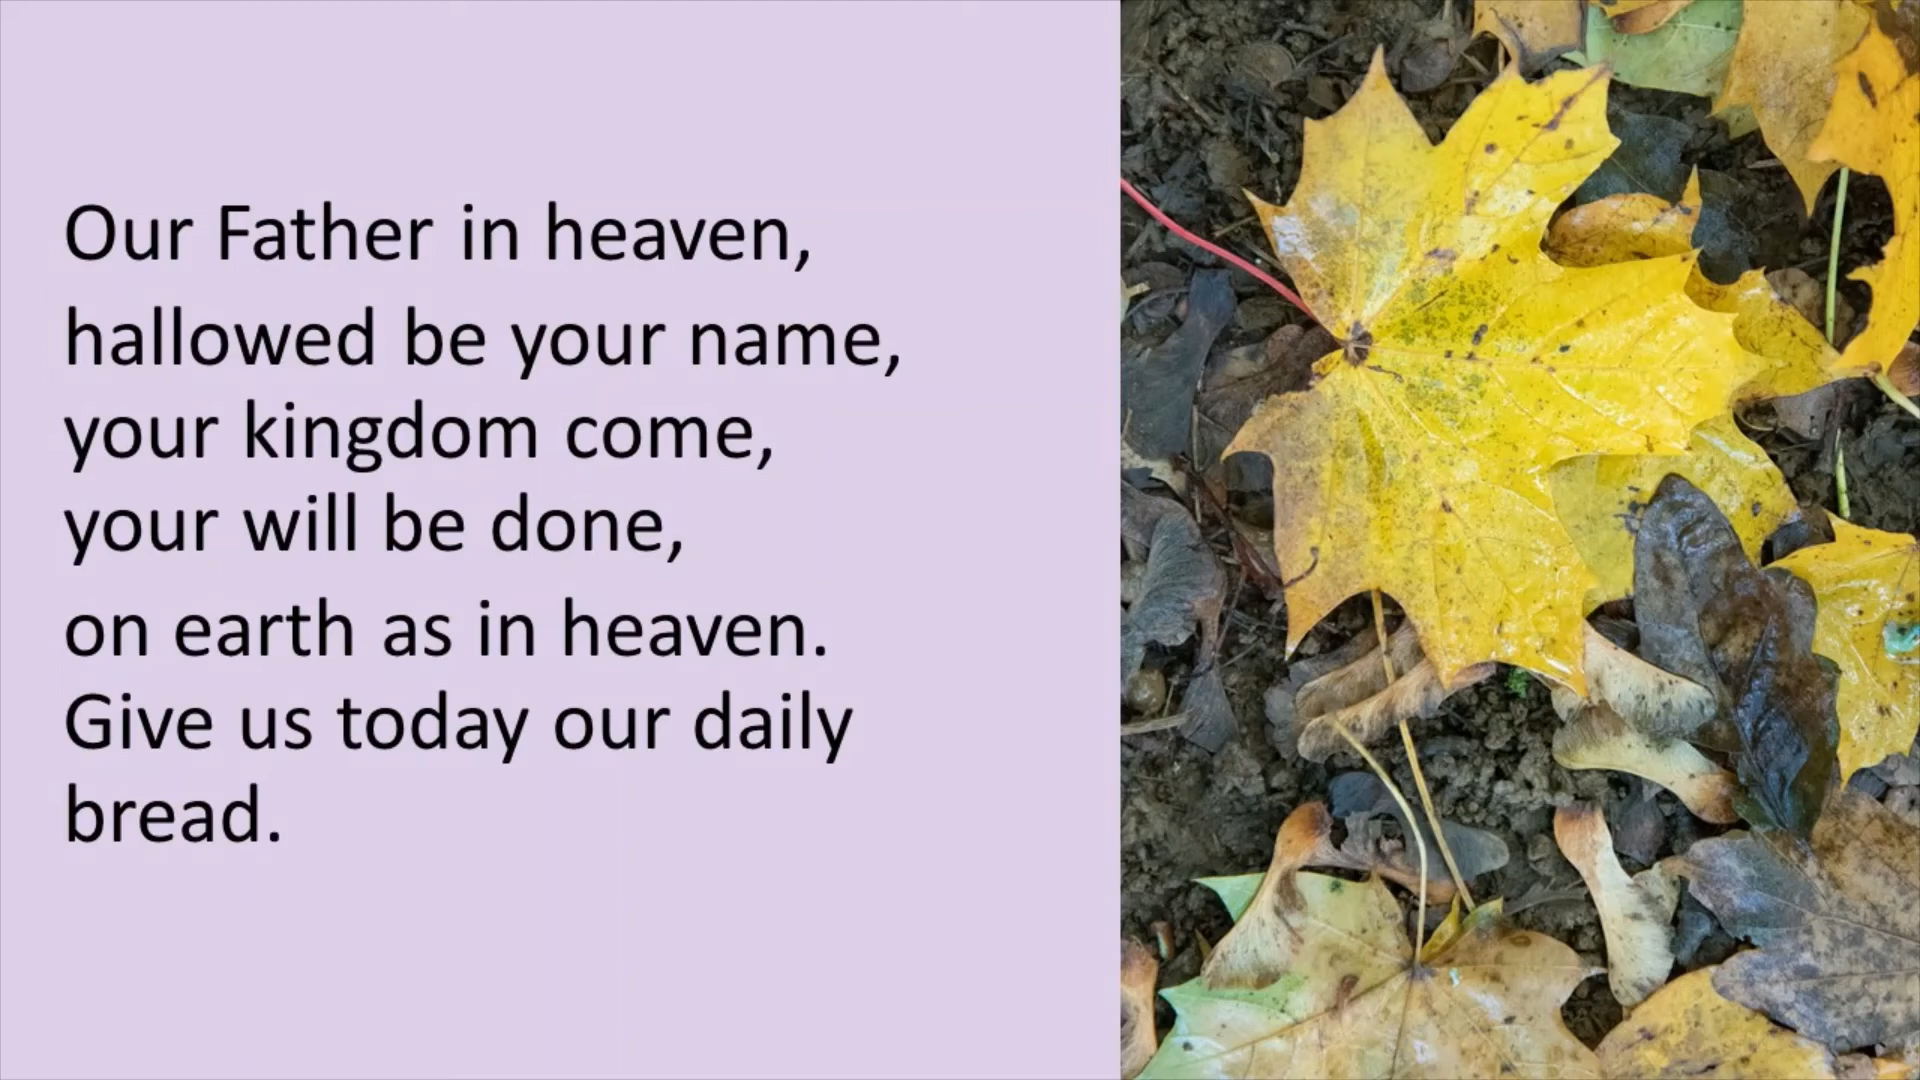 Our Father in heaven,
hallowed be your name,
your kingdom come,
your will be done,
on earth as in heaven.
Give us today our daily
bread.